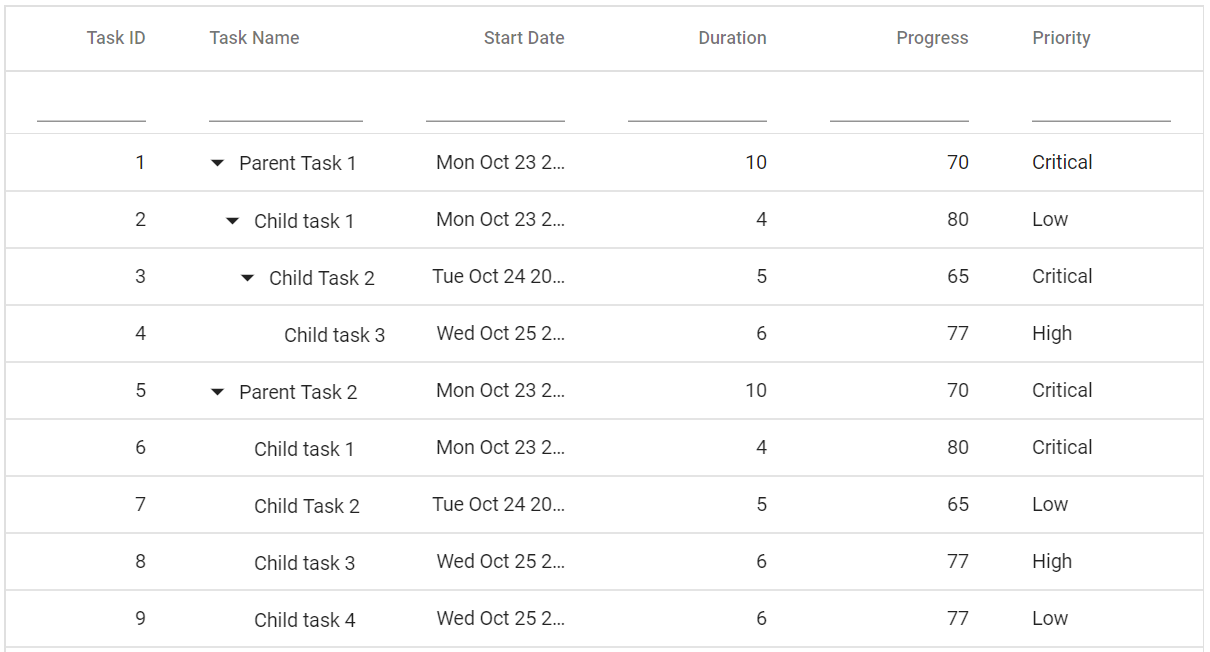 Task ID Task Name Start Date Duration Progress Priority
1 Parent Task 1 Mon Oct 23 2... 10 70 Critical
2 Child task 1 Mon Oct 23 2... 4 80 Low
3 Child Task 2 Tue Oct 24 20... 5 65 Critical
4 Child task 3 Wed Oct 25 2... 6 77 High
5 Parent Task 2 Mon Oct 23 2... 10 70 Critical
6 Child task 1 Mon Oct 23 2... 4 80 Critical
7 Child Task 2 Tue Oct 24 20... 5 65 Low
8 Child task 3 Wed Oct 25 2... 6 77 High
9 Child task 4 Wed Oct 25 2... 6 77 Low